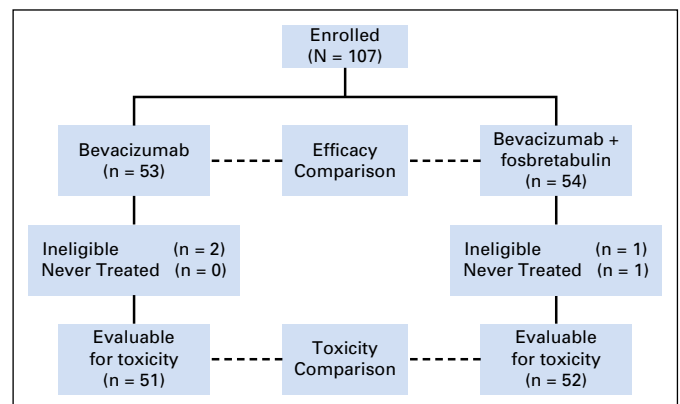 Enrolled
(N = 107)
Bevacizumab
(n = 53)
Efficacy
Comparison
Bevacizumab +
fosbretabulin
(n = 54)
Ineligible (n = 2)
Never Treated (n = 0)
Ineligible (n = 1)
Never Treated (n = 1)
Evaluable
for toxicity
(n = 51)
Toxicity
Comparison
Evaluable
for toxicity
(n = 52)